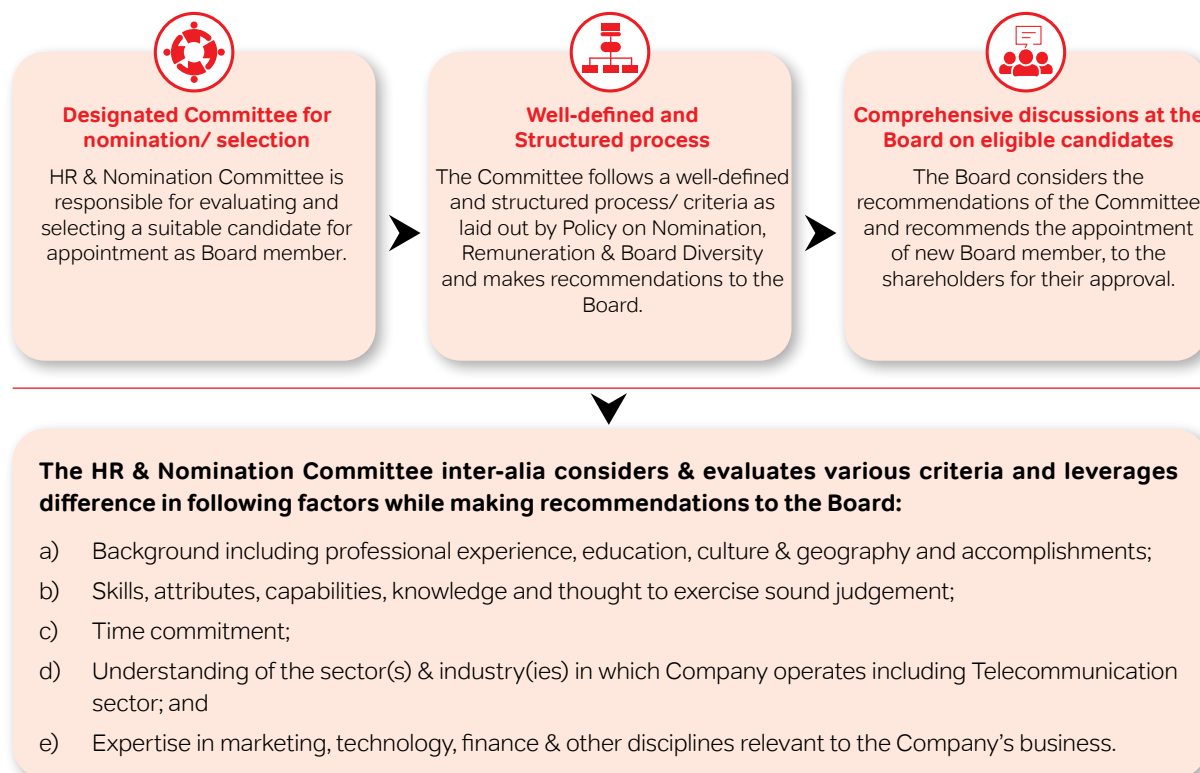 Designated Committee for
nomination/ selection
HR & Nomination Committee is
responsible for evaluating and
selecting a suitable candidate for
appointment as Board member.
Well-defined and
Structured process
The Committee follows a well-defined
and structured process/ criteria as
laid out by Policy on Nomination,
Remuneration & Board Diversity
and makes recommendations to the
Board.
Comprehensive discussions at the
Board on eligible candidates
The Board considers the
recommendations of the Committee
and recommends the appointment
of new Board member, to the
shareholders for their approval.
The HR & Nomination Committee inter-alia considers & evaluates various criteria and leverages
difference in following factors while making recommendations to the Board:
a) Background including professional experience, education, culture & geography and accomplishments;
b) Skills, attributes, capabilities, knowledge and thought to exercise sound judgement;
c) Time commitment;
d) Understanding of the sector(s) & industry(ies) in which Company operates including Telecommunication
sector; and
e) Expertise in marketing, technology, finance & other disciplines relevant to the Company's business.